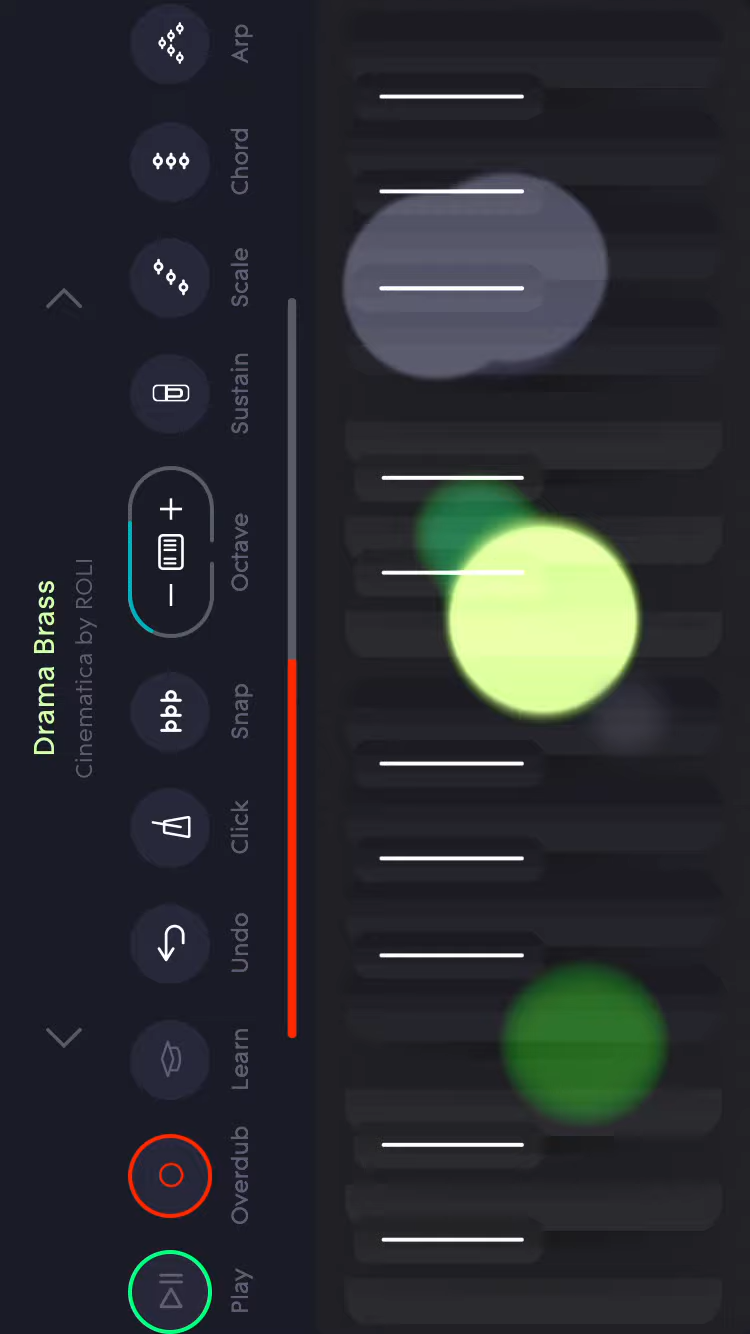 Drama Brass
Cinematica by ROLI
Play
Overdub
Learn
Undo
Click
Snap
Octave
Sustain
Scale
Chord
Arp